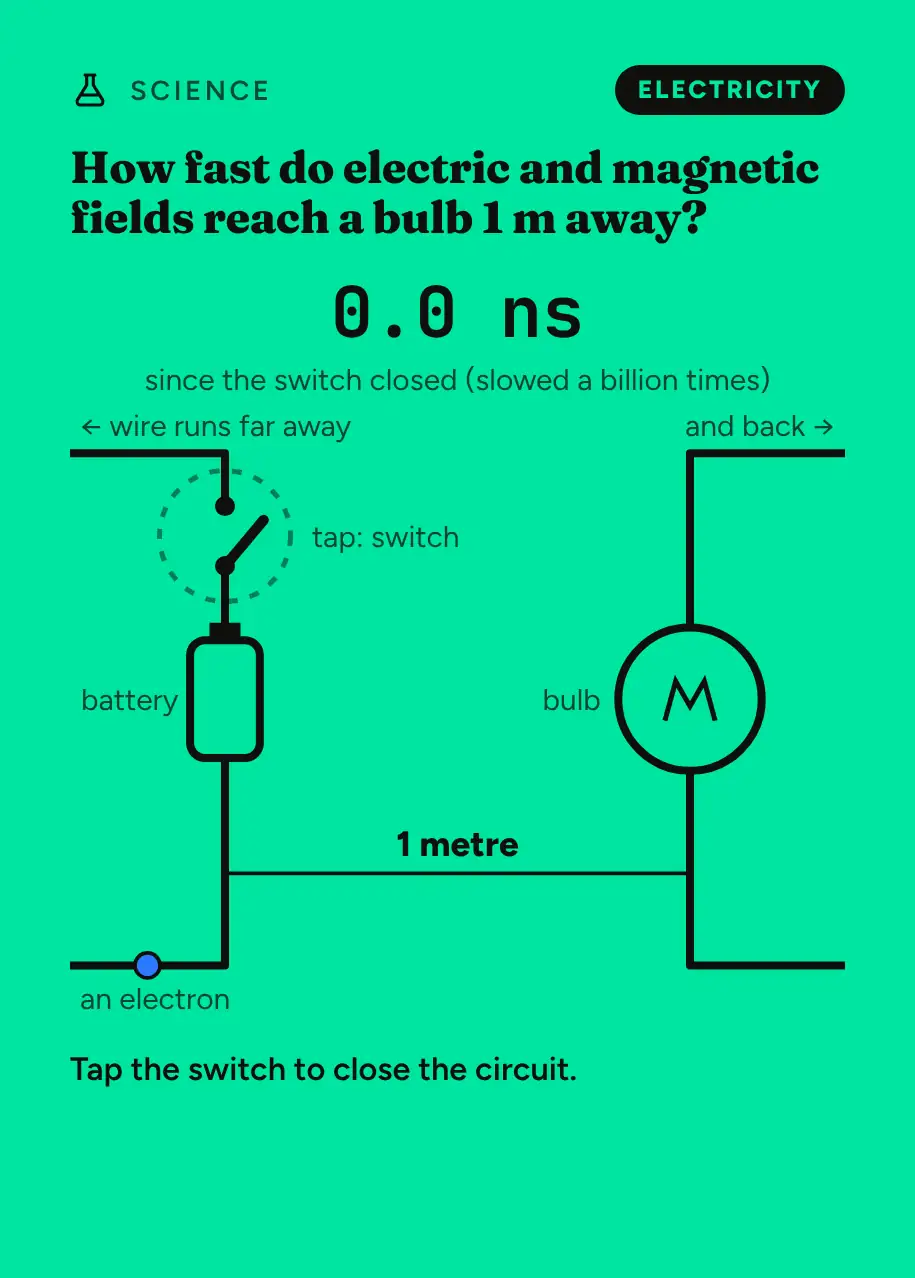 SCIENCE
ELECTRICITY
How fast do electric and magnetic
fields reach a bulb 1 m away?
0.0 ns
since the switch closed (slowed a billion times)
← wire runs far away
and back →
tap: switch
battery
bulb
1 metre
an electron
Tap the switch to close the circuit.